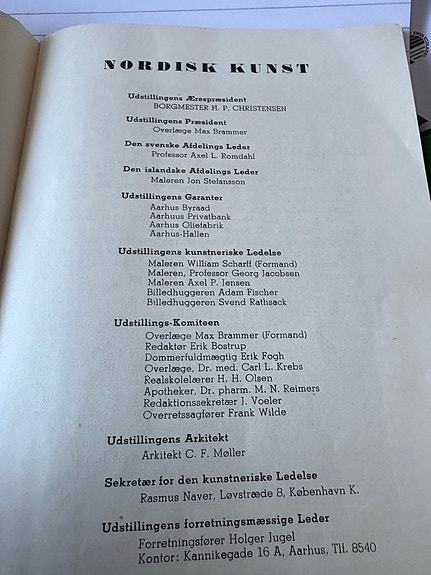 NORDISK KUNST
Udstillingens Ærespræsident
BORGMESTER H. P. CHRISTENSEN
Udstillingens Præsident
Overlæge Max Brammer
Den svenske Afdelings Leder
Professor Axel L. Romdahl
Den islandske Afdelings Leder
Maleren Jon Stefansson
Udstillingens Garanter
Aarhus Byraad
Aarhuus Privatbank
Aarhus Oliefabrik
Aarhus-Hallen
Udstillingens kunstneriske Ledelse
Maleren William Scharff (Formand)
Maleren, Professor Georg Jacobsen
Maleren Axel P. Jensen
Billedhuggeren Adam Fischer
Billedhuggeren Svend Rathsack
Udstillings-Komiteen
Overlæge Max Brammer (Formand)
Redaktør Erik Bostrup
Dommerfuldmægtig Erik Fogh
Overlæge, Dr. med. Carl L. Krebs
Realskolelærer H. H. Olsen
Apotheker, Dr. pharm. M. N. Reimers
Redaktionssekretær J. Voeler
Overretssagfører Frank Wilde
Udstillingens Arkitekt
Arkitekt C. F. Møller
Sekretær for den kunstneriske Ledelse
Rasmus Naver, Løvstræde 8, København K.
Udstillingens forretningsmæssige Leder
Forretningsfører Holger Jugel
Kontor: Kannikegade 16 A, Aarhus, Tlf. 8540